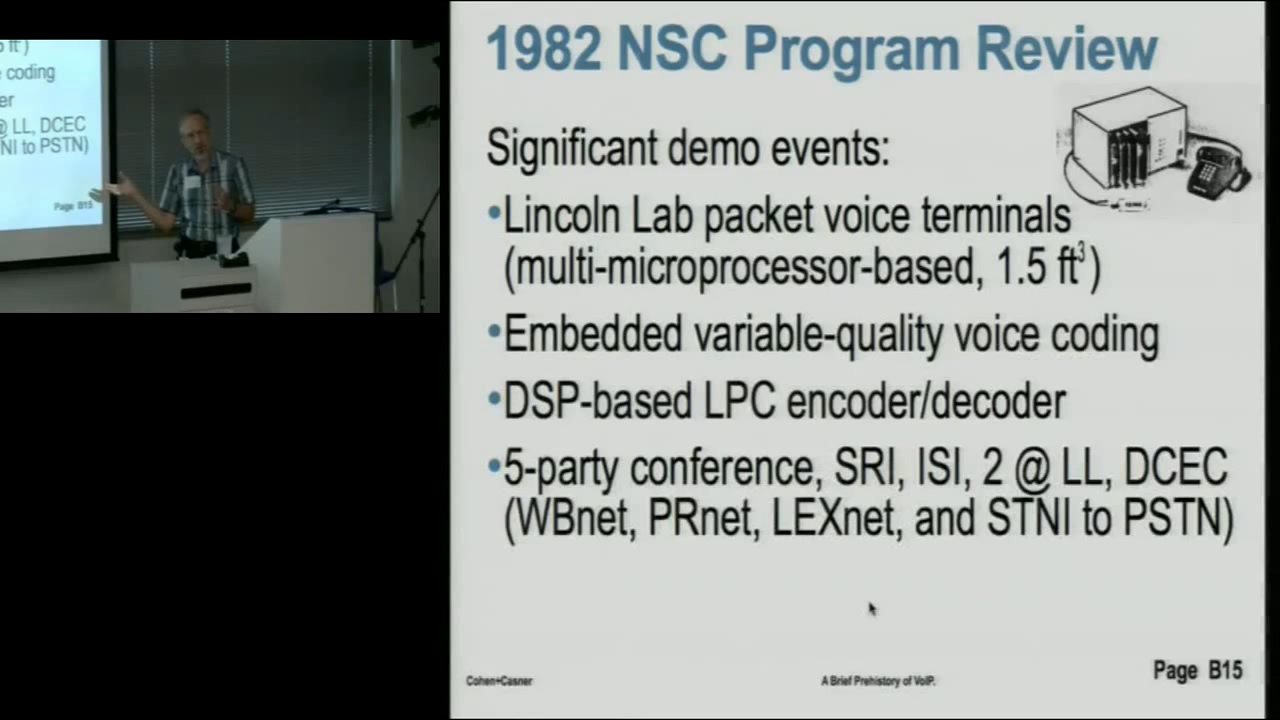 1982 NSC Program Review
Significant demo events:
•Lincoln Lab packet voice terminals
(multi-microprocessor-based, 1.5 ft³)
•Embedded variable-quality voice coding
•DSP-based LPC encoder/decoder
•5-party conference, SRI, ISI, 2 @ LL, DCEC
(WBnet, PRnet, LEXnet, and STNI to PSTN)
Cohen+Casner
A Brief Prehistory of VoIP.
Page B15
ft³)
coding
er
@ LL, DCEC
NI to PSTN)
Page B15